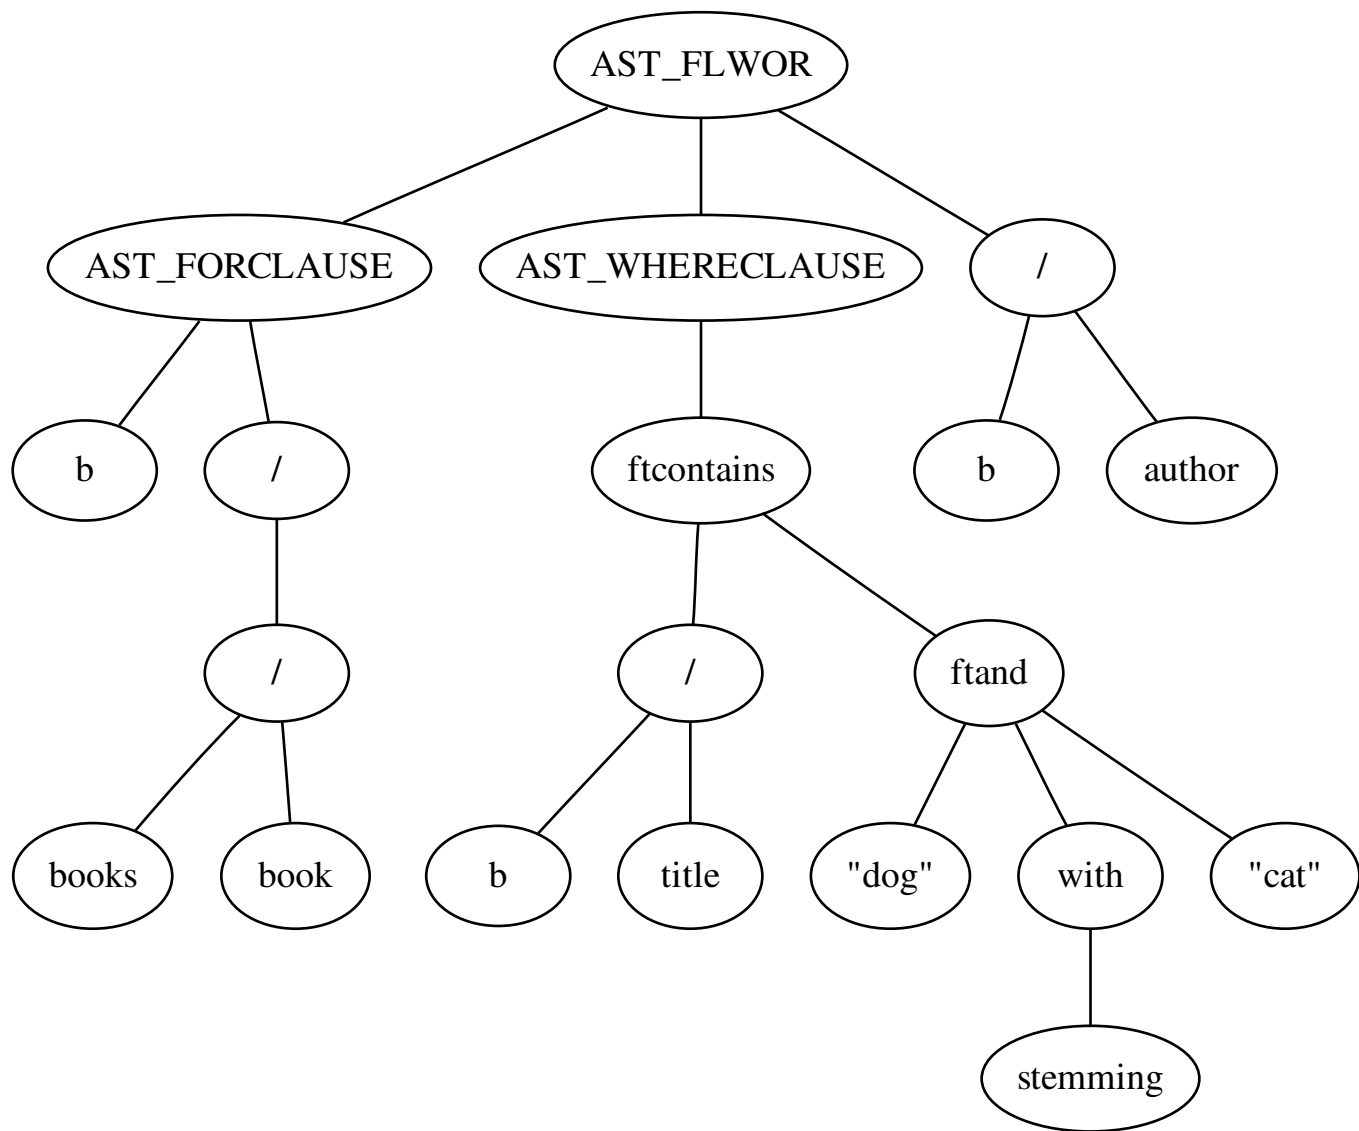 AST_FLWOR
AST_FORCLAUSE AST_WHERECLAUSE /
b / ftcontains b author
/ / ftand
books book b title "dog" with "cat"
stemming